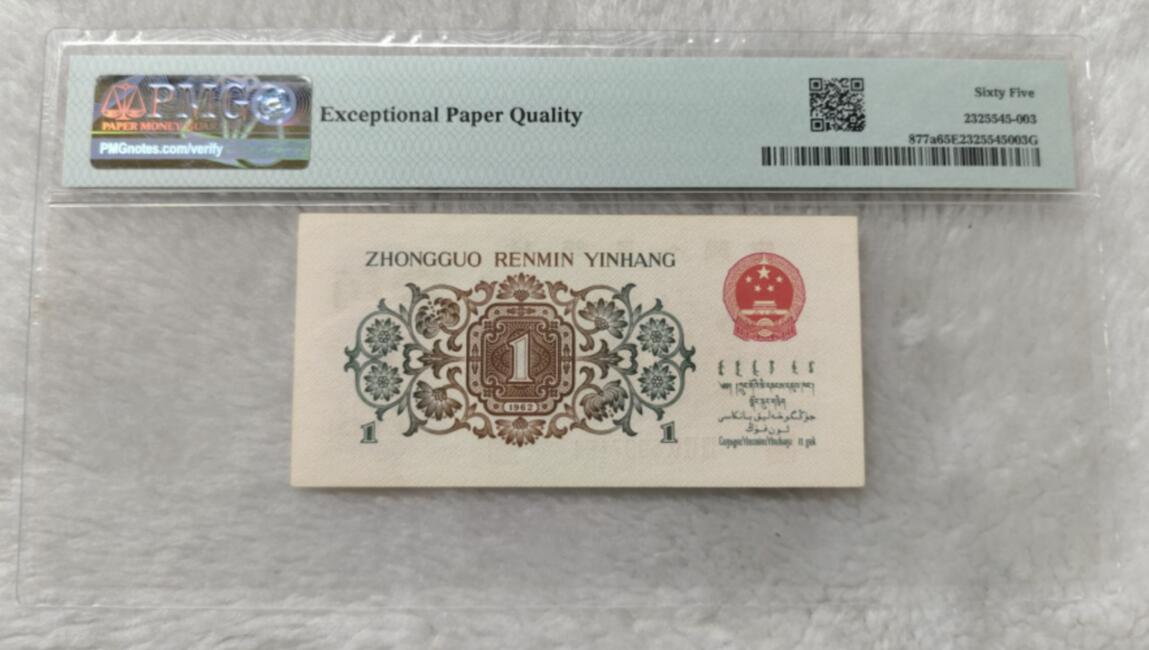 PMG
PAPER MONEY GUAR
PMGnotes.com/verify
Exceptional Paper Quality
Sixty Five
2325545-003
877a65E2325545003G
ZHONGGUO RENMIN YINHANG
1
1962
1
1